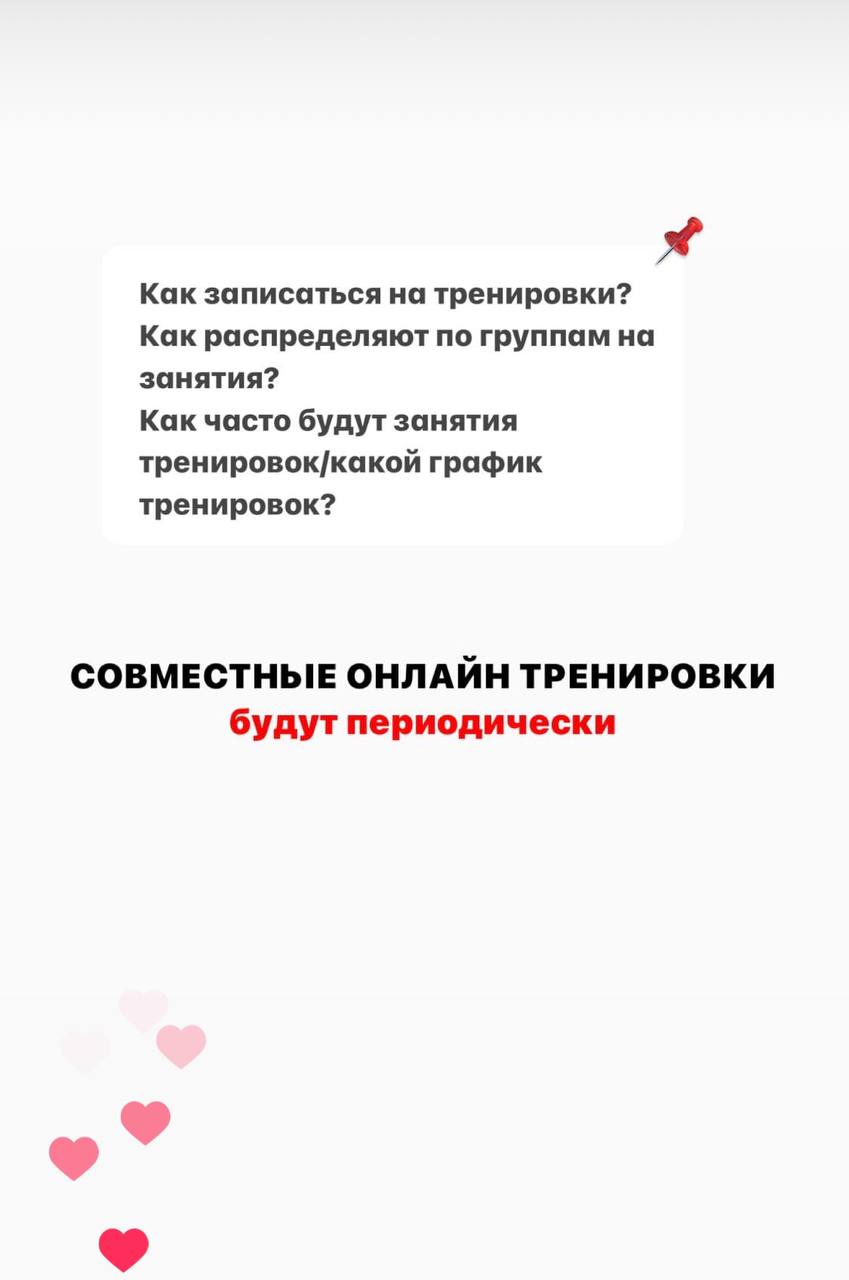 Как записаться на тренировки?
Как распределяют по группам на
занятия?
Как часто будут занятия
тренировок/какой график
тренировок?
СОВМЕСТНЫЕ ОНЛАЙН ТРЕНИРОВКИ
будут периодически